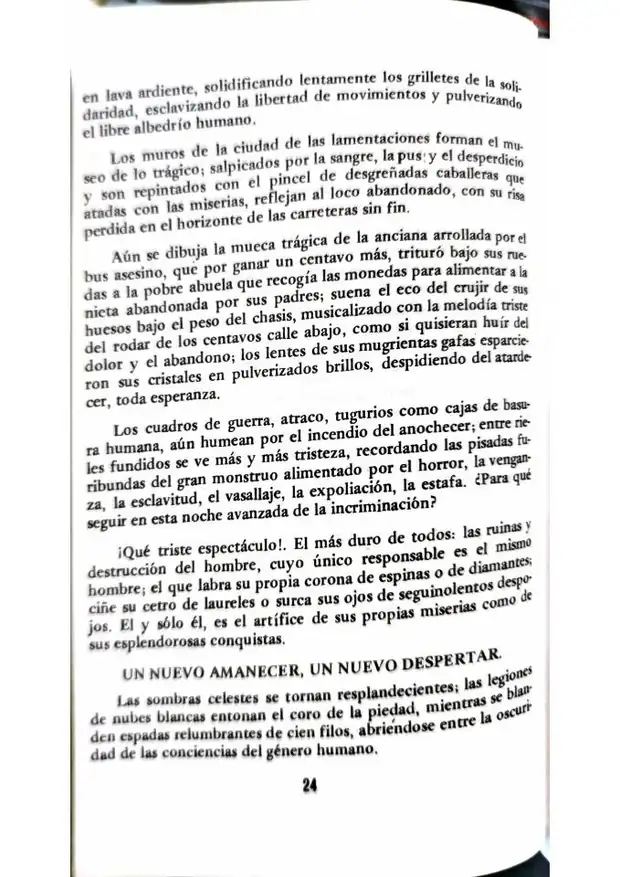 en lava ardiente, solidificando lentamente los grilletes de la soli-
daridad, esclavizando la libertad de movimientos y pulverizando
el libre albedrío humano.
Los muros de la ciudad de las lamentaciones forman el mu-
seo de lo trágico; salpicados por la sangre, la pus y el desperdicio
y son repintados con el pincel de desgreñadas caballeras que
atadas con las miserias, reflejan al loco abandonado, con su risa
perdida en el horizonte de las carreteras sin fin.
Aún se dibuja la mueca trágica de la anciana arrollada por el
bus asesino, que por ganar un centavo más, trituró bajo sus rue-
das a la pobre abuela que recogía las monedas para alimentar a la
nieta abandonada por sus padres; suena el eco del crujir de sus
huesos bajo el peso del chasis, musicalizado con la melodía triste
del rodar de los centavos calle abajo, como si quisieran huír del
dolor y el abandono; los lentes de sus mugrientas gafas esparcie-
ron sus cristales en pulverizados brillos, despidiendo del atarde-
cer, toda esperanza.
Los cuadros de guerra, atraco, tugurios como cajas de basu-
ra humana, aún humean por el incendio del anochecer; entre rie-
les fundidos se ve más y más tristeza, recordando las pisadas fu-
ribundas del gran monstruo alimentado por el horror, la vengan-
za, la esclavitud, el vasallaje, la expoliación, la estafa. ¿Para qué
seguir en esta noche avanzada de la incriminación?
¡Qué triste espectáculo!. El más duro de todos: las ruinas y
destrucción del hombre, cuyo único responsable es el mismo
hombre; el que labra su propia corona de espinas o de diamantes;
ciñe su cetro de laureles o surca sus ojos de seguinolentos despo-
jos. El y sólo él, es el artífice de sus propias miserias como de
sus esplendorosas conquistas.
UN NUEVO AMANECER, UN NUEVO DESPERTAR.
Las sombras celestes se tornan resplandecientes; las legiones
de nubes blancas entonan el coro de la piedad, mientras se blan-
den espadas relumbrantes de cien filos, abriéndose entre la oscuri-
dad de las conciencias del género humano.
24